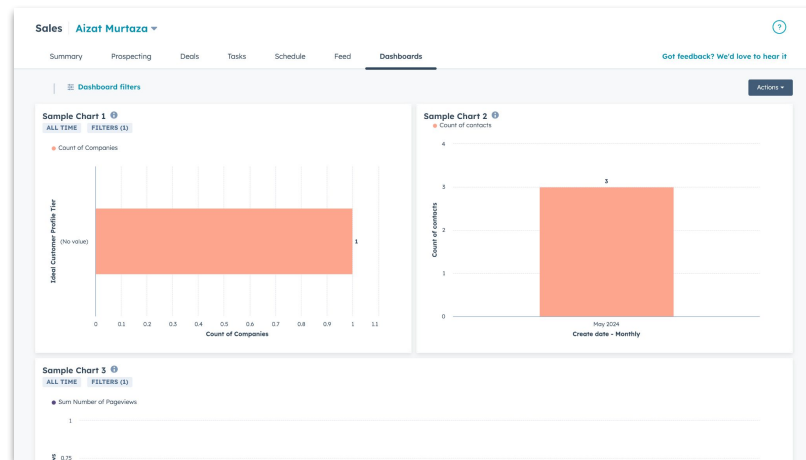 Sales Aizat Murtaza
?
Summary Prospecting Deals Tasks Schedule Feed Dashboards
Got feedback? We'd love to hear it
Dashboard filters
Actions
Sample Chart 1
ALL TIME FILTERS (1)
Count of Companies
Ideal Customer Profile Tier
(No value)
1
0 0.1 0.2 0.3 0.4 0.5 0.6 0.7 0.8 0.9 1 1.1
Count of Companies
Sample Chart 2
Count of contacts
4
3
3
Count of contacts
2
1
0
May 2024
Create date - Monthly
Sample Chart 3
ALL TIME FILTERS (1)
Sum Number of Pageviews
1
0.75